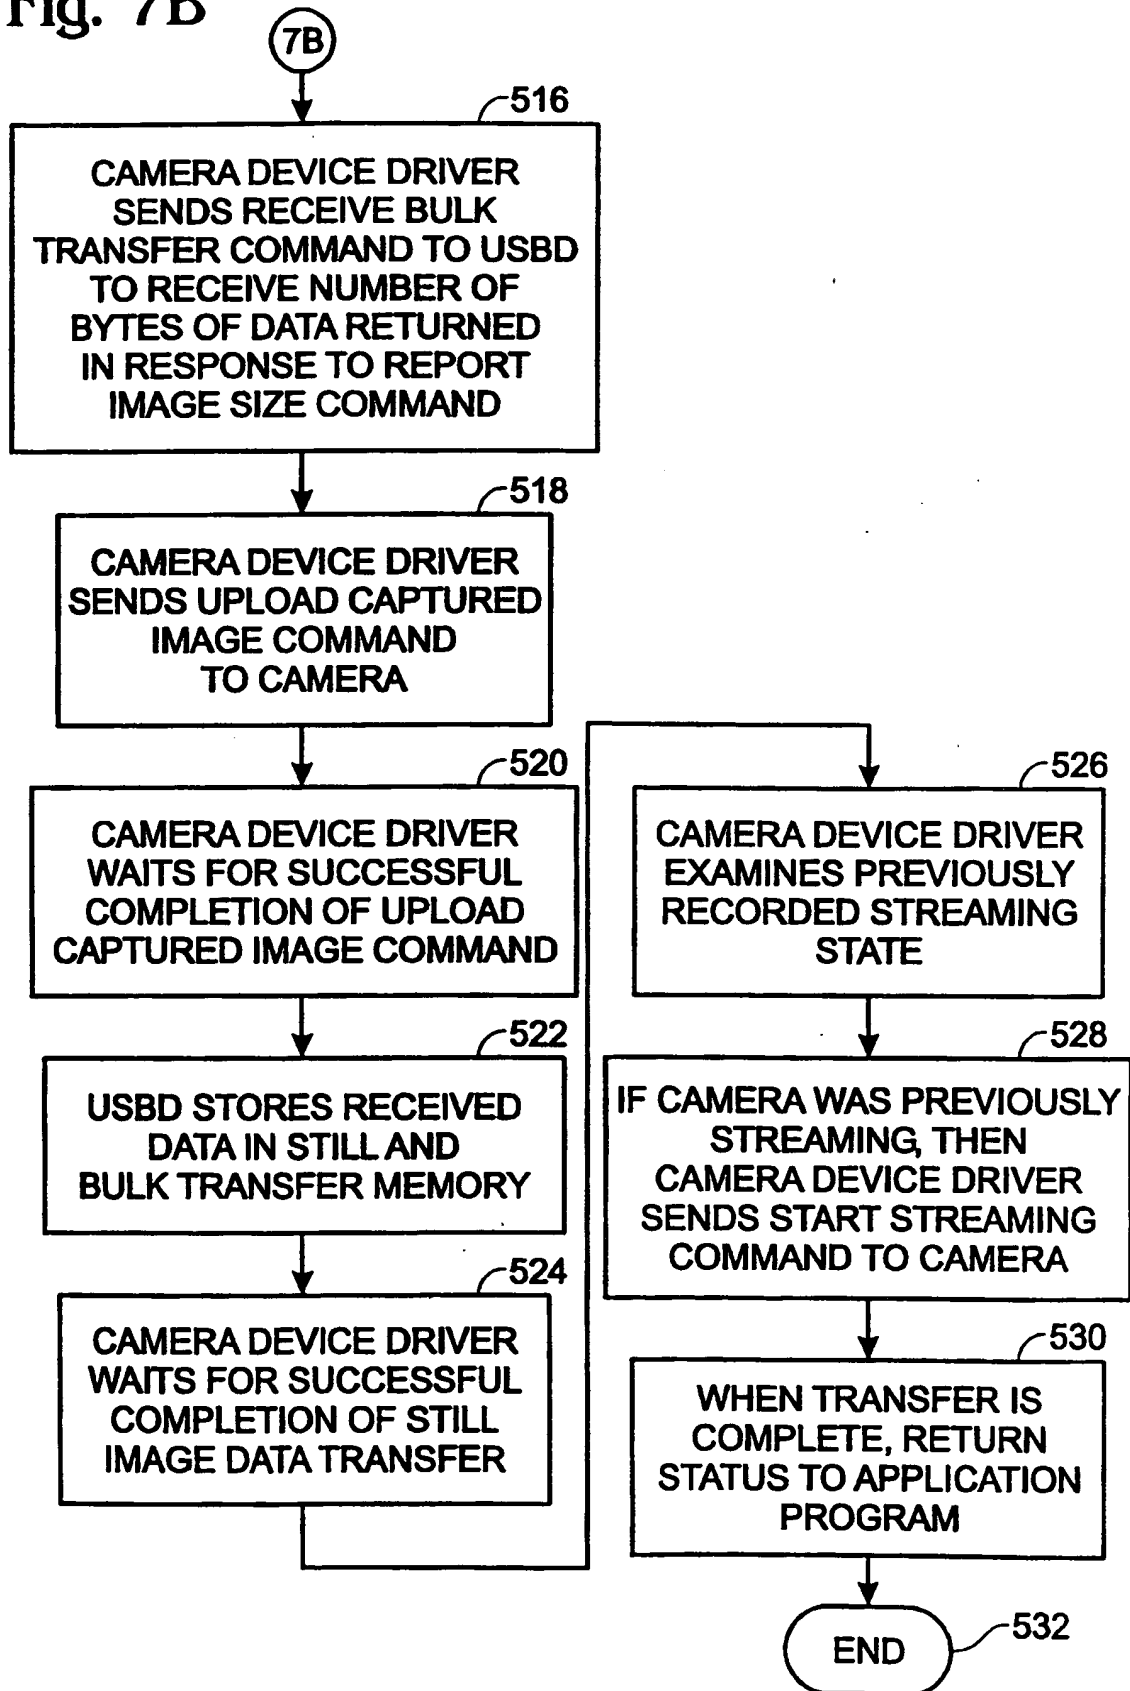 Fig. 7B
7B
516
CAMERA DEVICE DRIVER
SENDS RECEIVE BULK
TRANSFER COMMAND TO USBD
TO RECEIVE NUMBER OF
BYTES OF DATA RETURNED
IN RESPONSE TO REPORT
IMAGE SIZE COMMAND
518
CAMERA DEVICE DRIVER
SENDS UPLOAD CAPTURED
IMAGE COMMAND
TO CAMERA
520
CAMERA DEVICE DRIVER
WAITS FOR SUCCESSFUL
COMPLETION OF UPLOAD
CAPTURED IMAGE COMMAND
522
USBD STORES RECEIVED
DATA IN STILL AND
BULK TRANSFER MEMORY
524
CAMERA DEVICE DRIVER
WAITS FOR SUCCESSFUL
COMPLETION OF STILL
IMAGE DATA TRANSFER
526
CAMERA DEVICE DRIVER
EXAMINES PREVIOUSLY
RECORDED STREAMING
STATE
528
IF CAMERA WAS PREVIOUSLY
STREAMING, THEN
CAMERA DEVICE DRIVER
SENDS START STREAMING
COMMAND TO CAMERA
530
WHEN TRANSFER IS
COMPLETE, RETURN
STATUS TO APPLICATION
PROGRAM
END
532